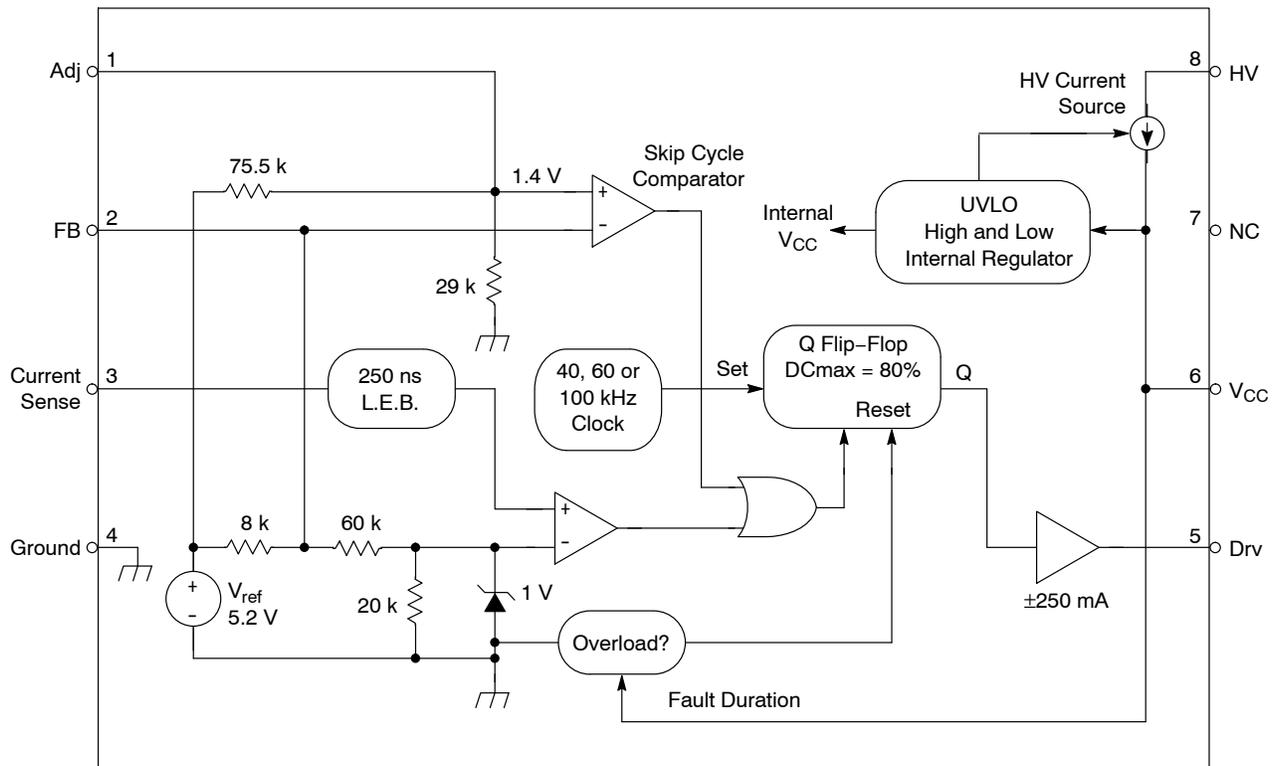 1
Adj
8
HV
HV Current
Source
75.5 k
1.4 V
Skip Cycle
Comparator
+
-
FB
2
Internal
VCC
UVLO
High and Low
Internal Regulator
7
NC
29 k
Current
Sense
3
250 ns
L.E.B.
40, 60 or
100 kHz
Clock
Set
Q Flip−Flop
DCmax = 80%
Reset
Q
6
VCC
Ground
4
8 k
60 k
+
-
+
-
Vref
5.2 V
20 k
1 V
5
Drv
±250 mA
Overload?
Fault Duration